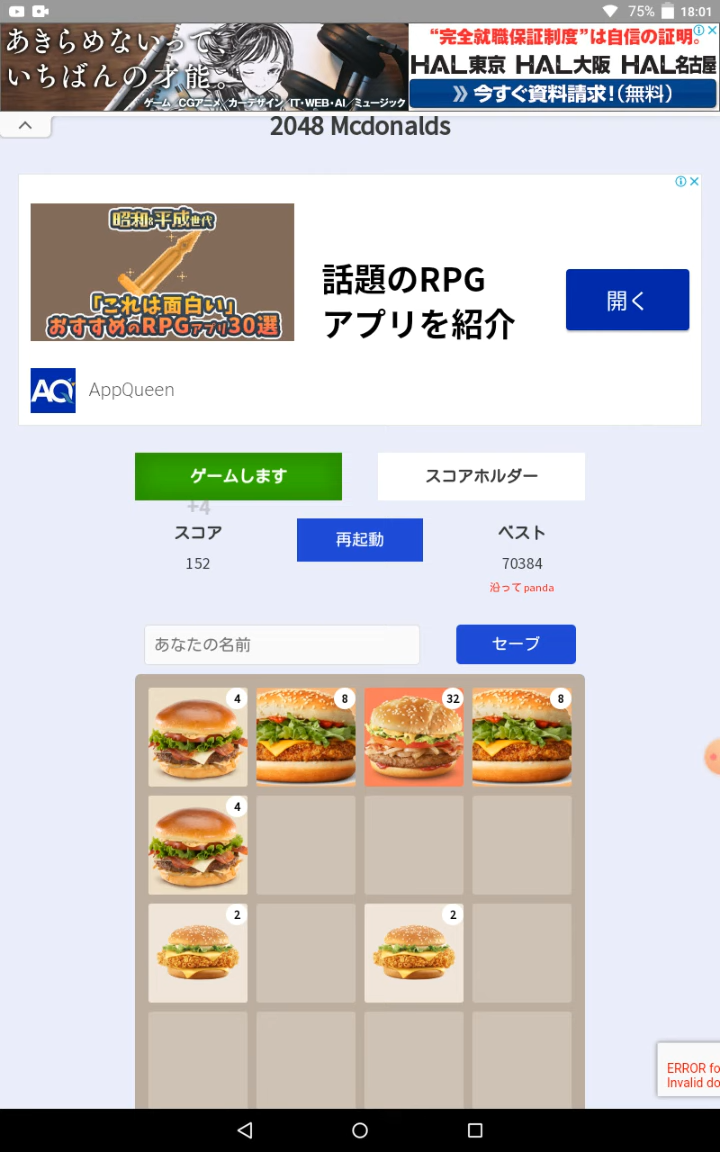 75% 18:01
あきらめないって、
いちばんの才能。
ゲーム CGアニメ カーデザイン IT・WEB・AI ミュージック
“完全就職保証制度”は自信の証明。
HAL東京 HAL大阪 HAL名古屋
今すぐ資料請求!(無料)
2048 Mcdonalds
昭和&平成世代
「これは面白い」
おすすめのRPGアプリ30選
話題のRPG
アプリを紹介
開く
AQ AppQueen
ゲームします スコアホルダー
+4
スコア 再起動 ベスト
152 70384
沿って panda
あなたの名前 セーブ
4 8 32 8
4
2 2
ERROR fo
Invalid do